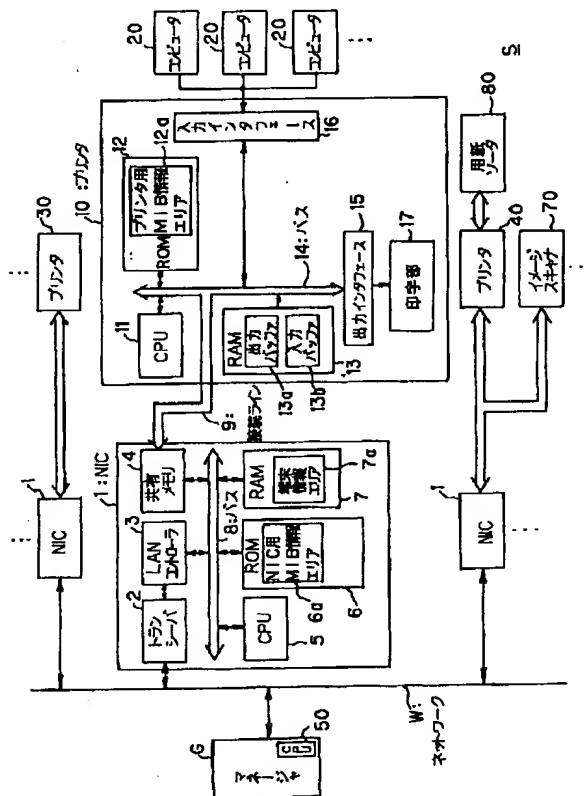 20
コンピュータ
20
コンピュータ
20
コンピュータ
⋮
10:プリンタ
12
プリンタ用
MIB情報
エリア
12a
ROM
入力インタフェース
16
11
CPU
14:バス
RAM
出力
バッファ
入力
バッファ
13a
13b
13
15
出力インタフェース
17
印字部
9:
接続ライン
30
プリンタ
1
NIC
1:NIC
4
共有
メモリ
3
LAN
コントローラ
2
トラン
シーバ
8:バス
RAM
端末
情報
エリア
7a
7
ROM
NIC用
MIB情報
エリア
6a
6
CPU
5
S
80
用紙
ソータ
40
プリンタ
70
イメージ
スキャナ
1
NIC
W:
ネットワーク
G
マネージャ
CPU
50